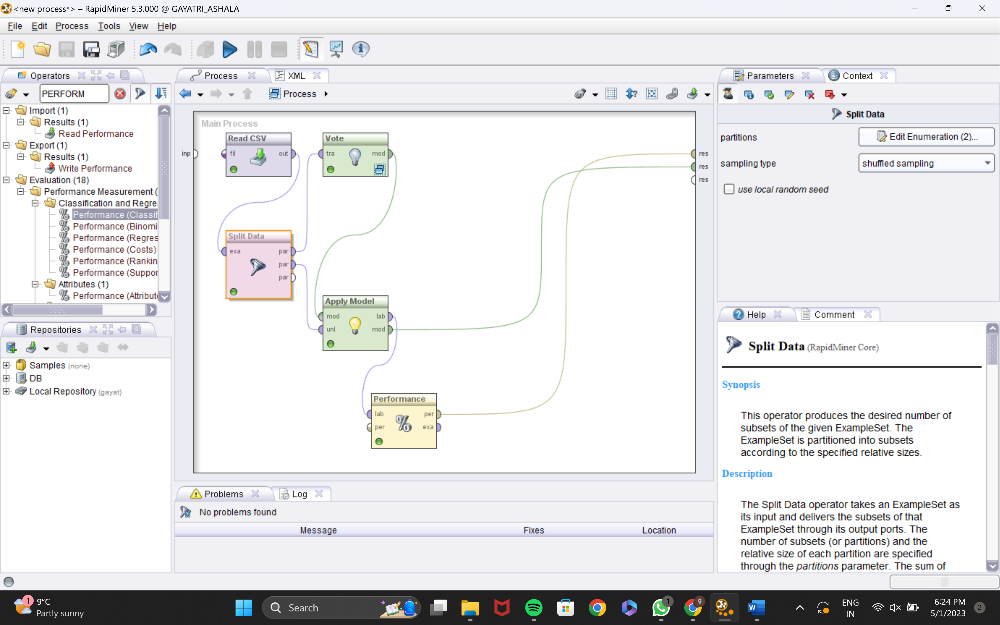 <new process*> – RapidMiner 5.3.000 @ GAYATRI_ASHALA
File Edit Process Tools View Help
Operators
PERFORM
Import (1)
Results (1)
Read Performance
Export (1)
Results (1)
Write Performance
Evaluation (18)
Performance Measurement (
Classification and Regre
Performance (Classif
Performance (Binomi
Performance (Regres
Performance (Costs)
Performance (Rankin
Performance (Suppor
Attributes (1)
Performance (Attribut
Repositories
Samples (none)
DB
Local Repository (gayat)
Process XML
Process
Main Process
inp
Read CSV
fil out
Vote
tra mod
Split Data
exa par
par
par
Apply Model
mod lab
unl mod
Performance
lab per
per exa
res
res
res
Problems Log
No problems found
Message Fixes Location
Parameters Context
Split Data
partitions Edit Enumeration (2)...
sampling type shuffled sampling
use local random seed
Help Comment
Split Data (RapidMiner Core)
Synopsis
This operator produces the desired number of
subsets of the given ExampleSet. The
ExampleSet is partitioned into subsets
according to the specified relative sizes.
Description
The Split Data operator takes an ExampleSet as
its input and delivers the subsets of that
ExampleSet through its output ports. The
number of subsets (or partitions) and the
relative size of each partition are specified
through the partitions parameter. The sum of
1
9°C
Partly sunny
Search
1
g
W
ENG
IN
6:24 PM
5/1/2023
2